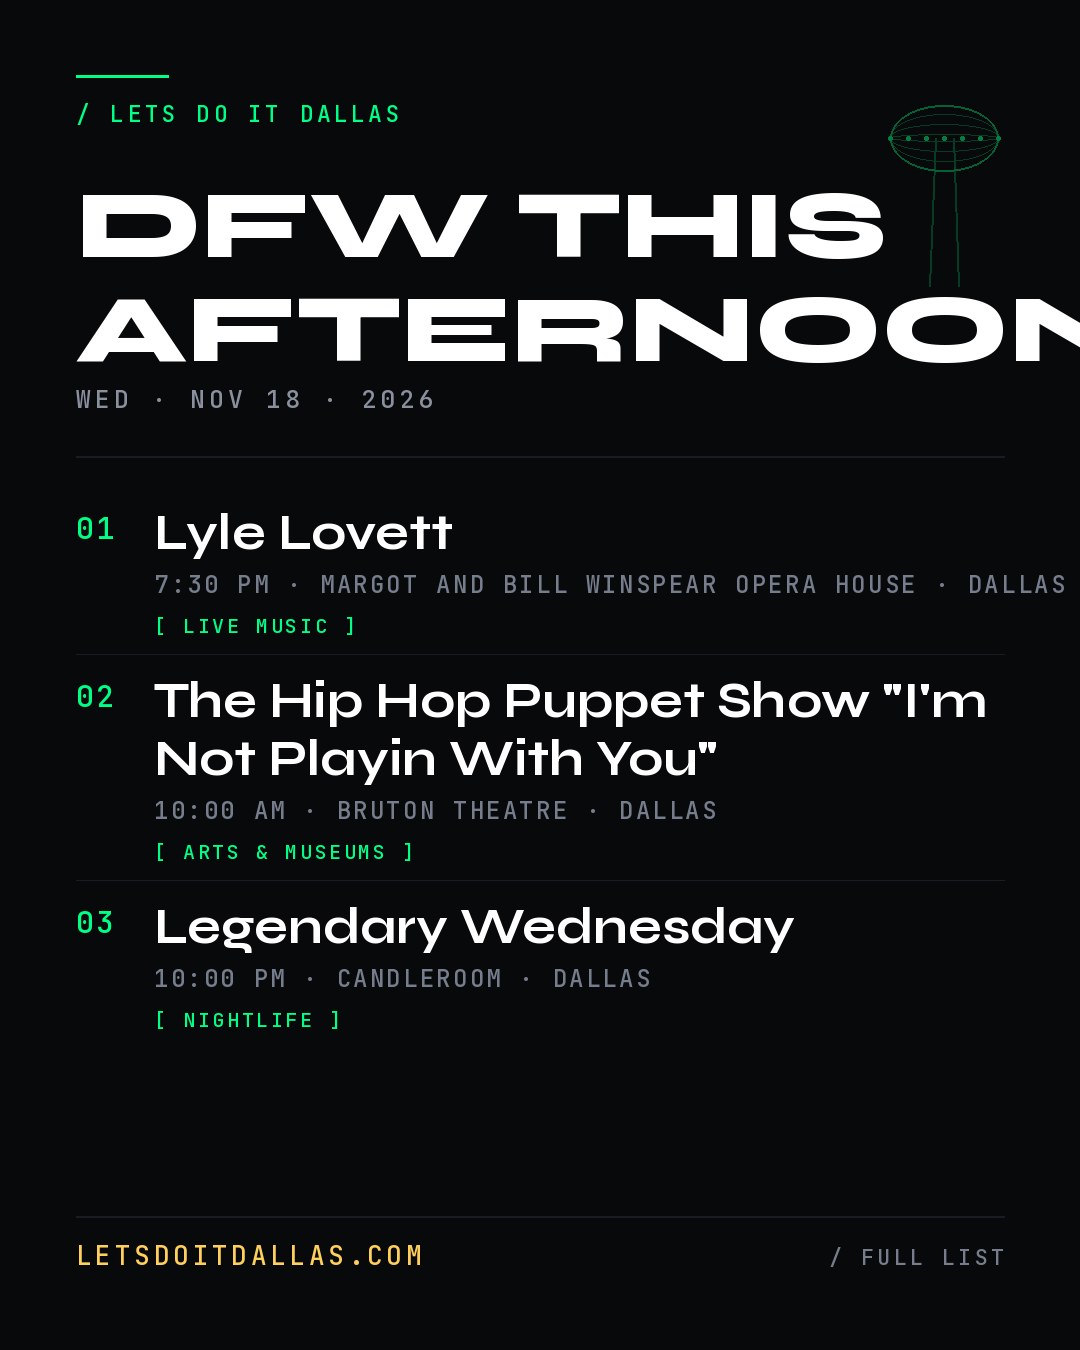 / LETS DO IT DALLAS
DFW THIS
AFTERNOON
WED · NOV 18 · 2026
01
Lyle Lovett
7:30 PM · MARGOT AND BILL WINSPEAR OPERA HOUSE · DALLAS
[ LIVE MUSIC ]
02
The Hip Hop Puppet Show "I'm
Not Playin With You"
10:00 AM · BRUTON THEATRE · DALLAS
[ ARTS & MUSEUMS ]
03
Legendary Wednesday
10:00 PM · CANDLEROOM · DALLAS
[ NIGHTLIFE ]
LETSDOITDALLAS.COM
/ FULL LIST